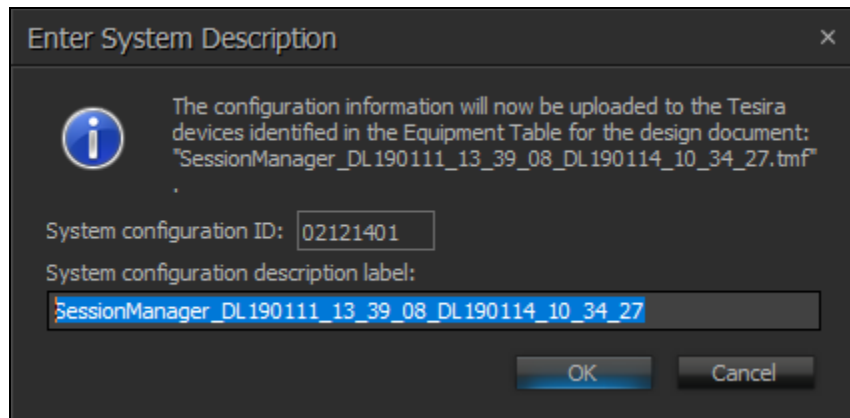 Enter System Description
The configuration information will now be uploaded to the Tesira
devices identified in the Equipment Table for the design document:
"SessionManager_DL190111_13_39_08_DL190114_10_34_27.tmf"
.
System configuration ID: 02121401
System configuration description label:
SessionManager_DL190111_13_39_08_DL190114_10_34_27
OK Cancel